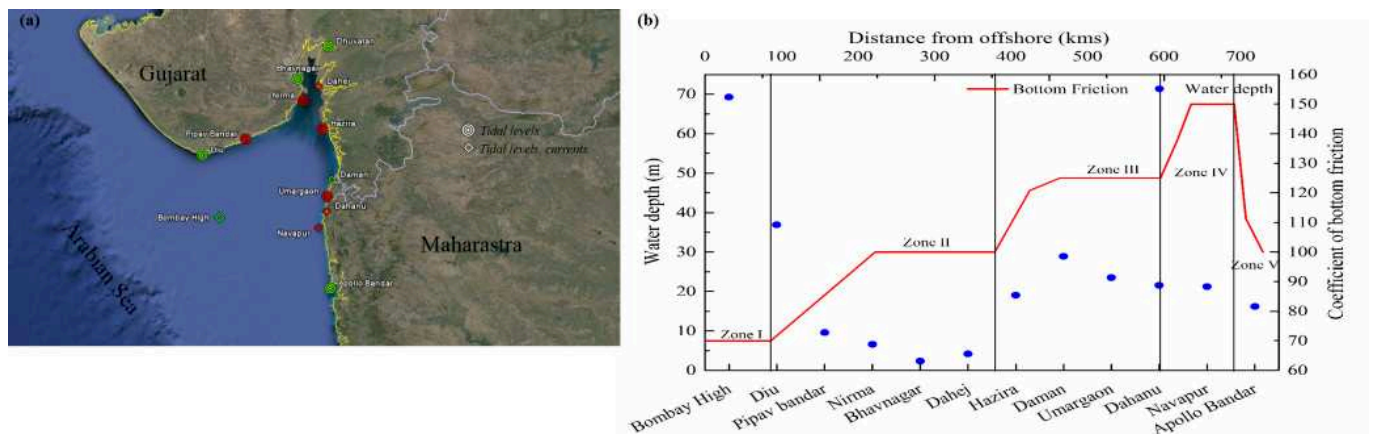 (a)
Dhuvaran
Gujarat
Bhavnagar
Dahej
Nirma
Hazira
Pipav Bandar
Diu
Tidal levels
Tidal levels, currents
Daman
Umargaon
Dahanu
Bombay High
Navapur
Maharastra
Arabian Sea
Apollo Bandar
(b)
Distance from offshore (kms)
0 100 200 300 400 500 600 700
Bottom Friction
Water depth
Water depth (m)
70
60
50
40
30
20
10
0
Zone I
Zone II
Zone III
Zone IV
Zone V
160
150
140
130
120
110
100
90
80
70
60
Coefficient of bottom friction
Bombay High
Diu
Pipav bandar
Nirma
Bhavnagar
Dahej
Hazira
Daman
Umargaon
Dahanu
Navapur
Apollo Bandar